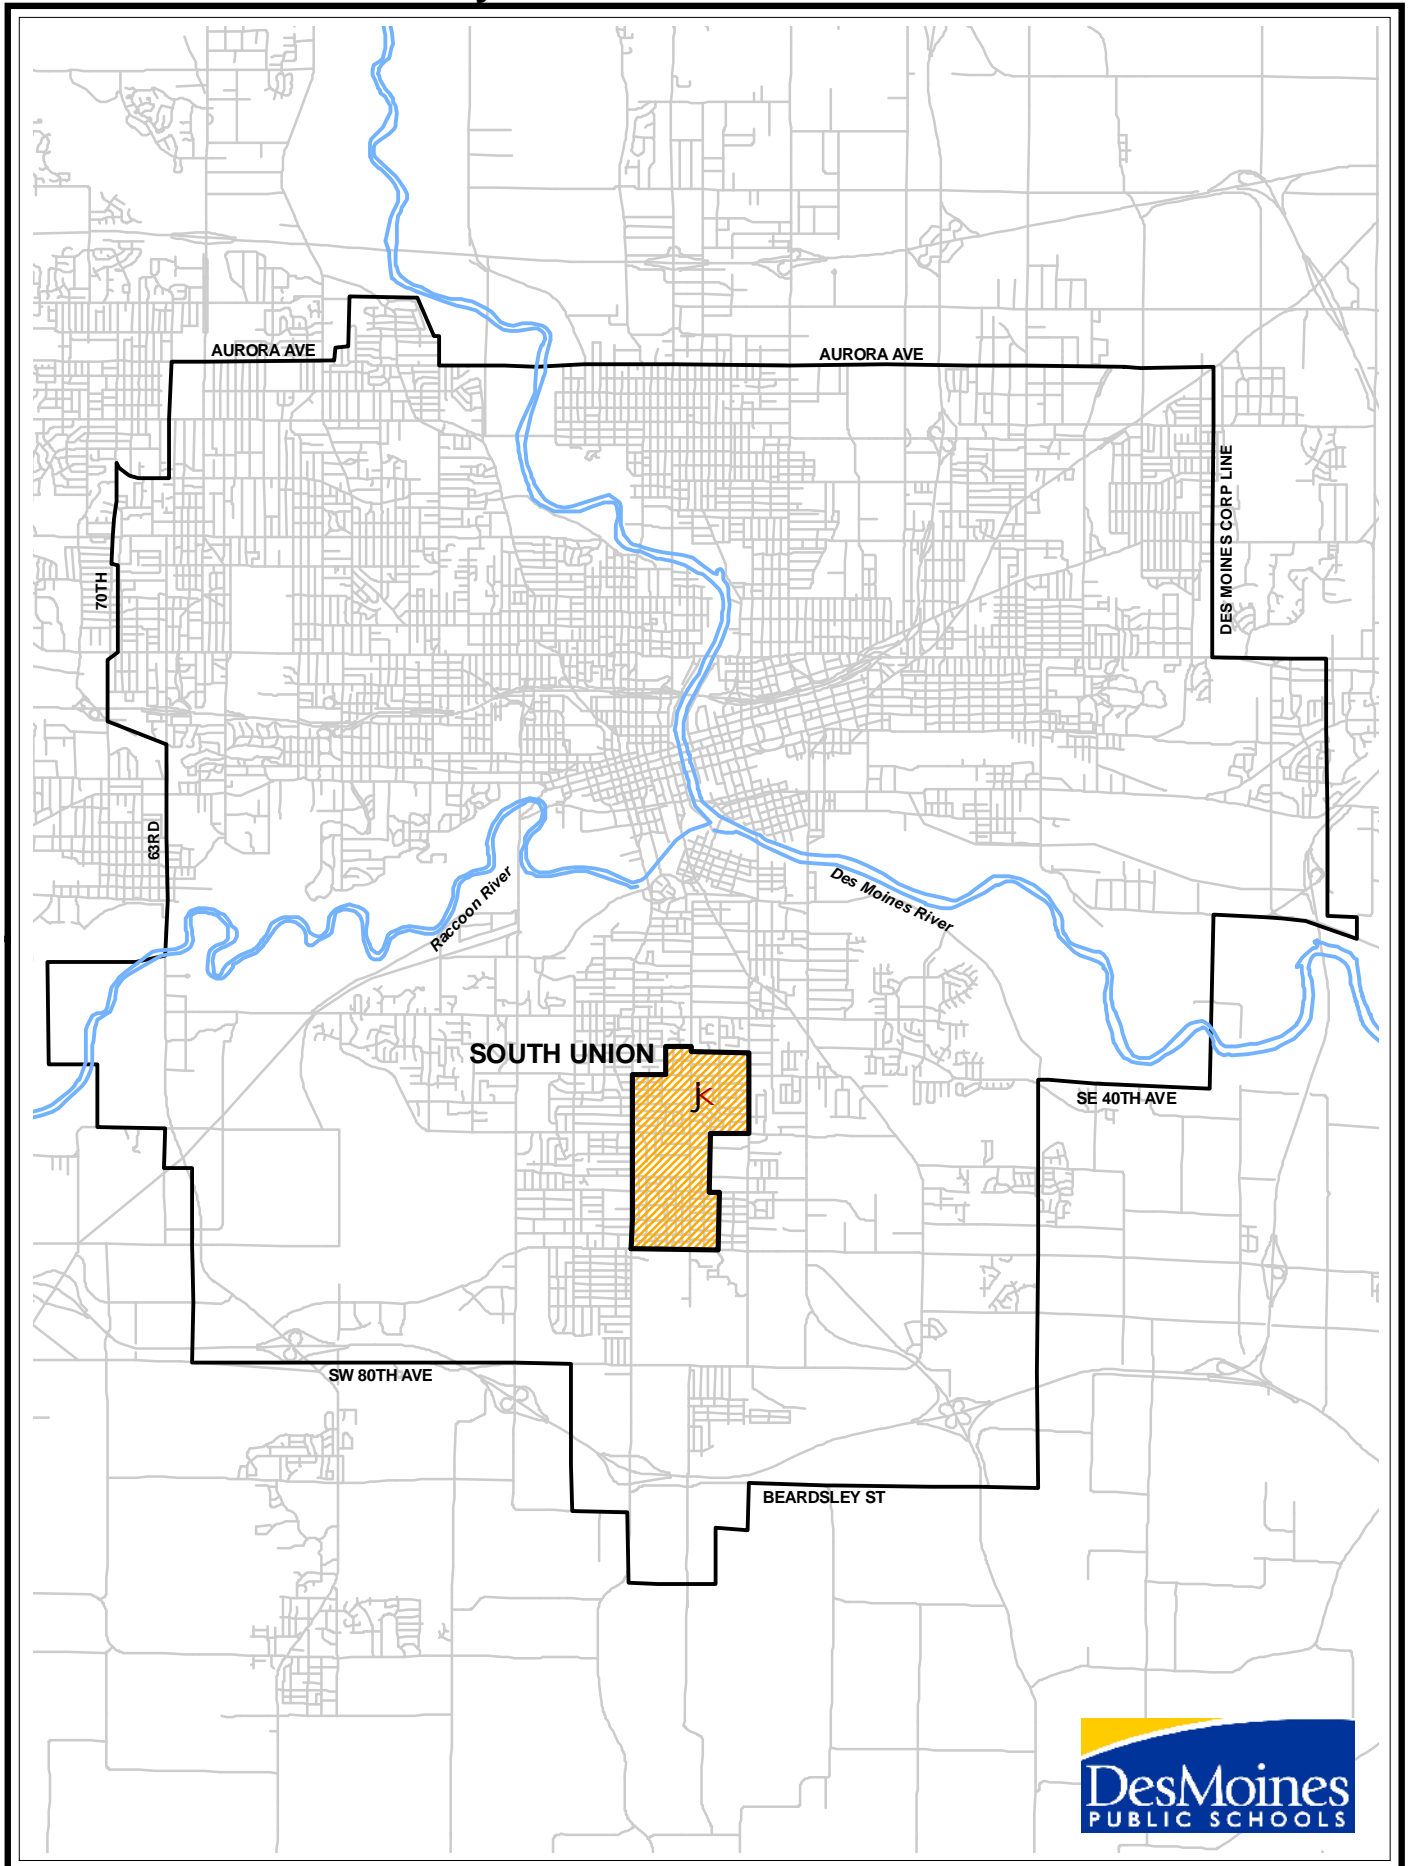 AURORA AVE
AURORA AVE
DES MOINES CORP LINE
70TH
63RD
Raccoon River
Des Moines River
SOUTH UNION
jk
SE 40TH AVE
SW 80TH AVE
BEARDSLEY ST
DesMoines
PUBLIC SCHOOLS